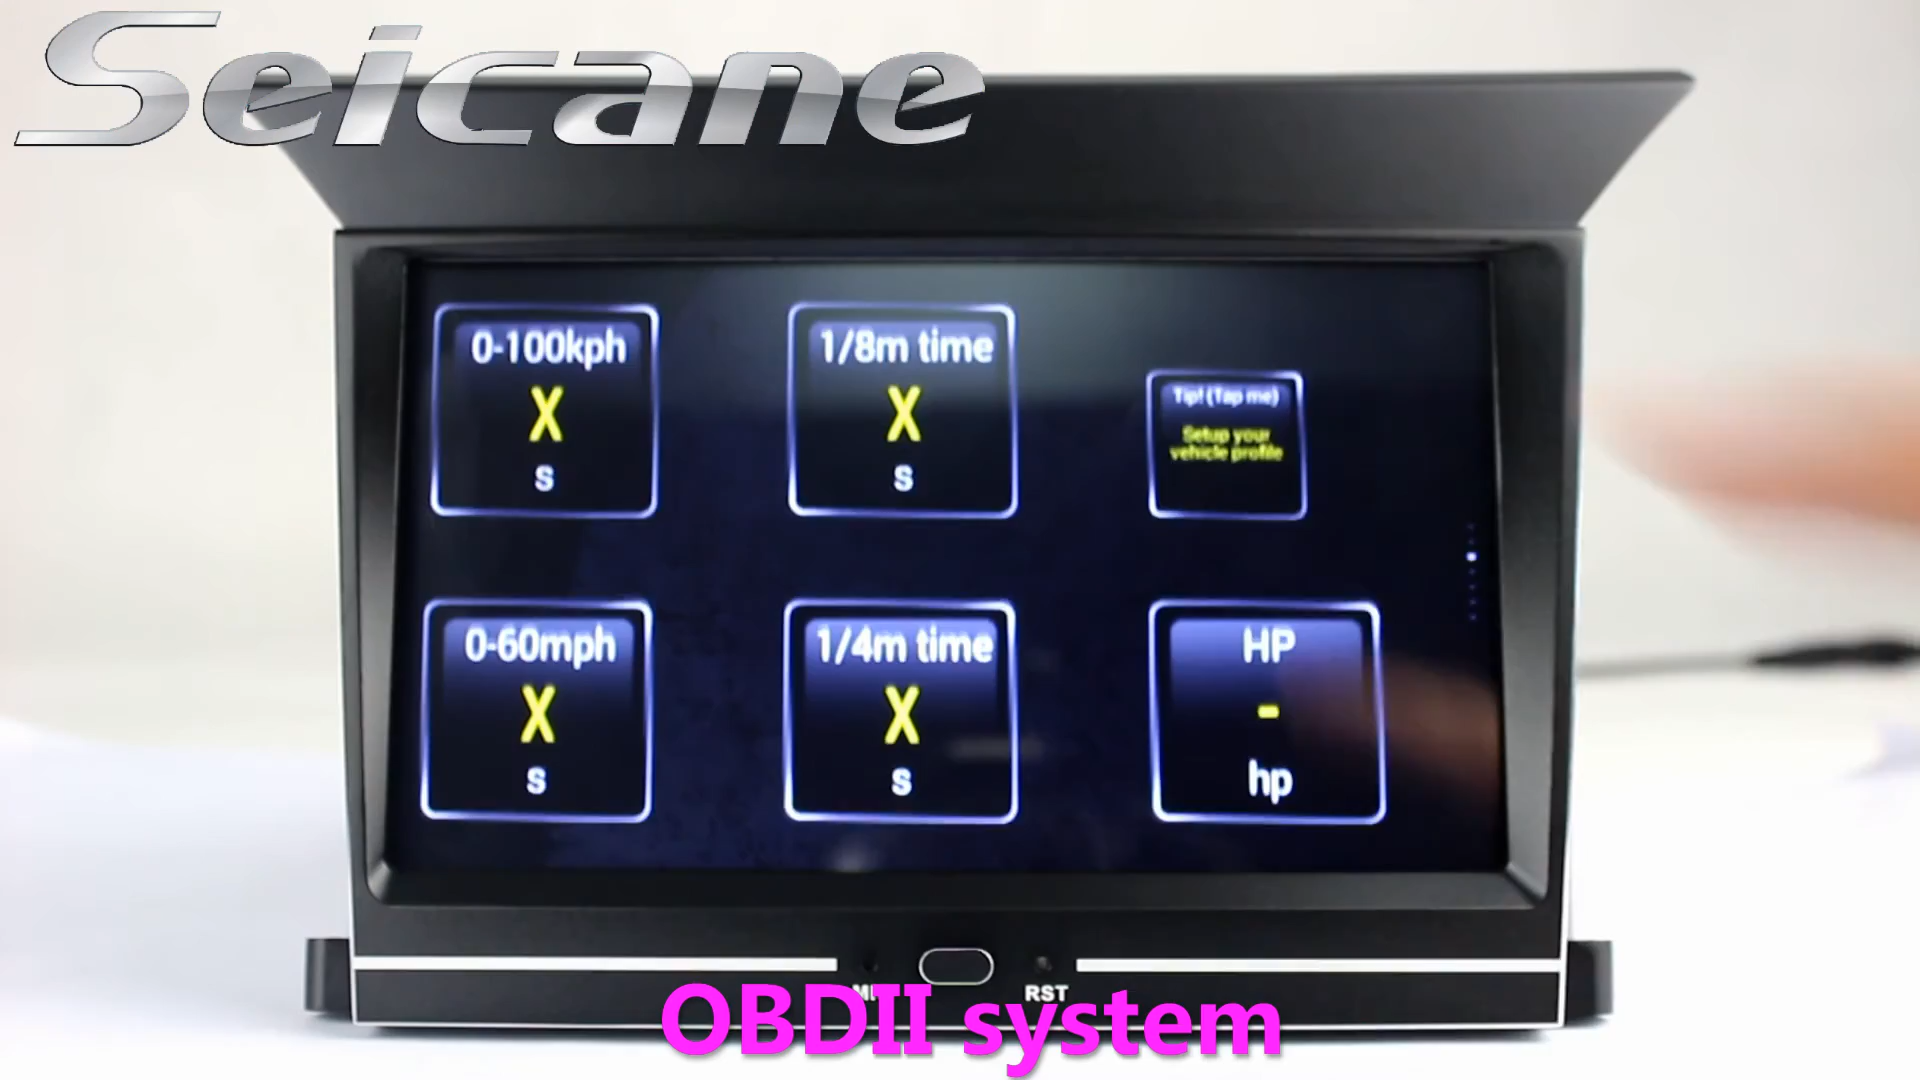 Seicane
0-100kph
X
s
1/8m time
X
s
Tip! (Tap me)
Setup your
vehicle profile
0-60mph
X
s
1/4m time
X
s
HP
-
hp
RST
OBDII system